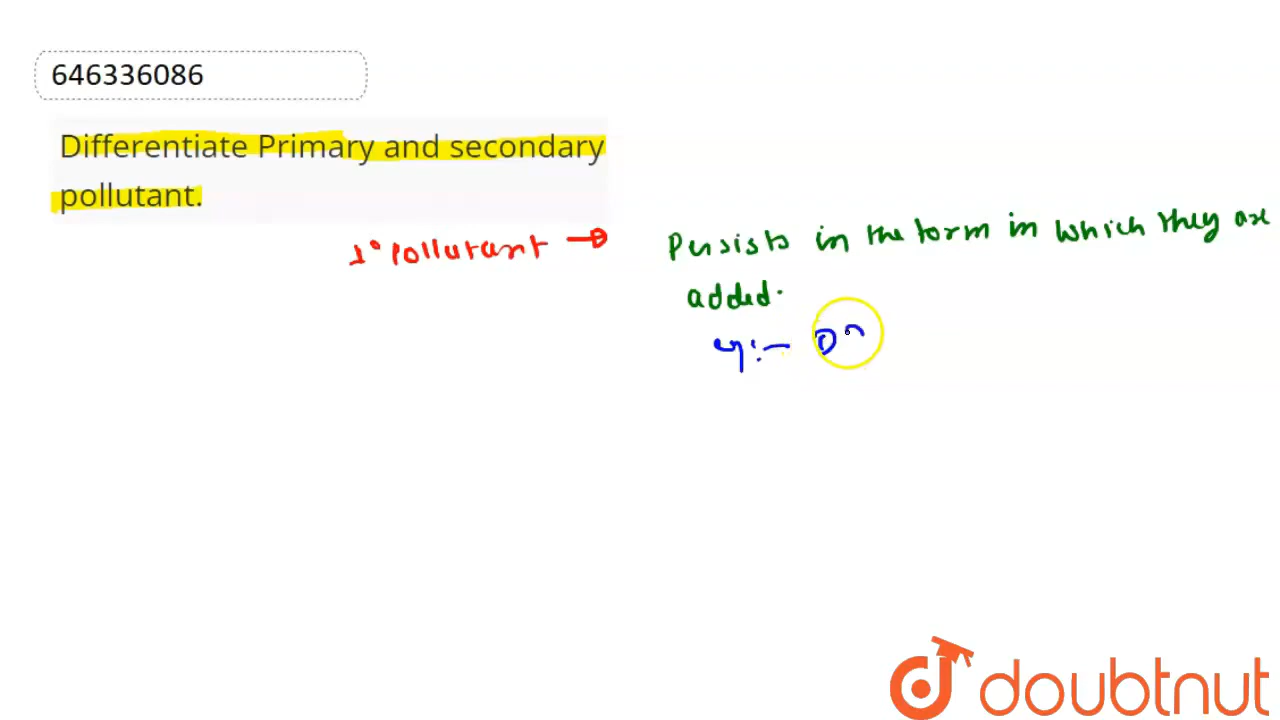 646336086
Differentiate Primary and secondary
pollutant.
1° Pollutant → Persists in the form in which they are
added.
eg:- D
doubtnut